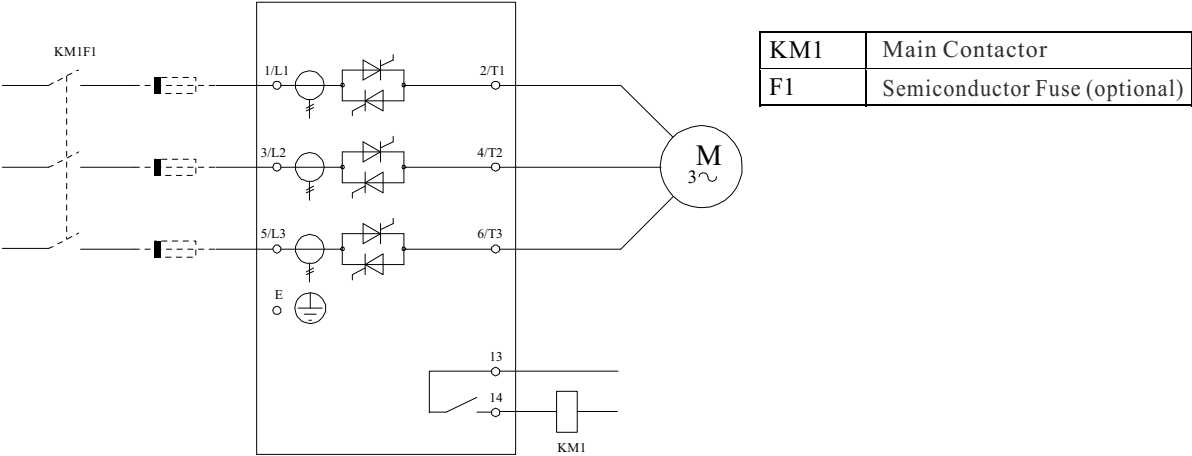 KM1F1
1/L1
2/T1
3/L2
4/T2
M
3～
5/L3
6/T3
E
13
14
KM1
KM1 Main Contactor
F1 Semiconductor Fuse (optional)